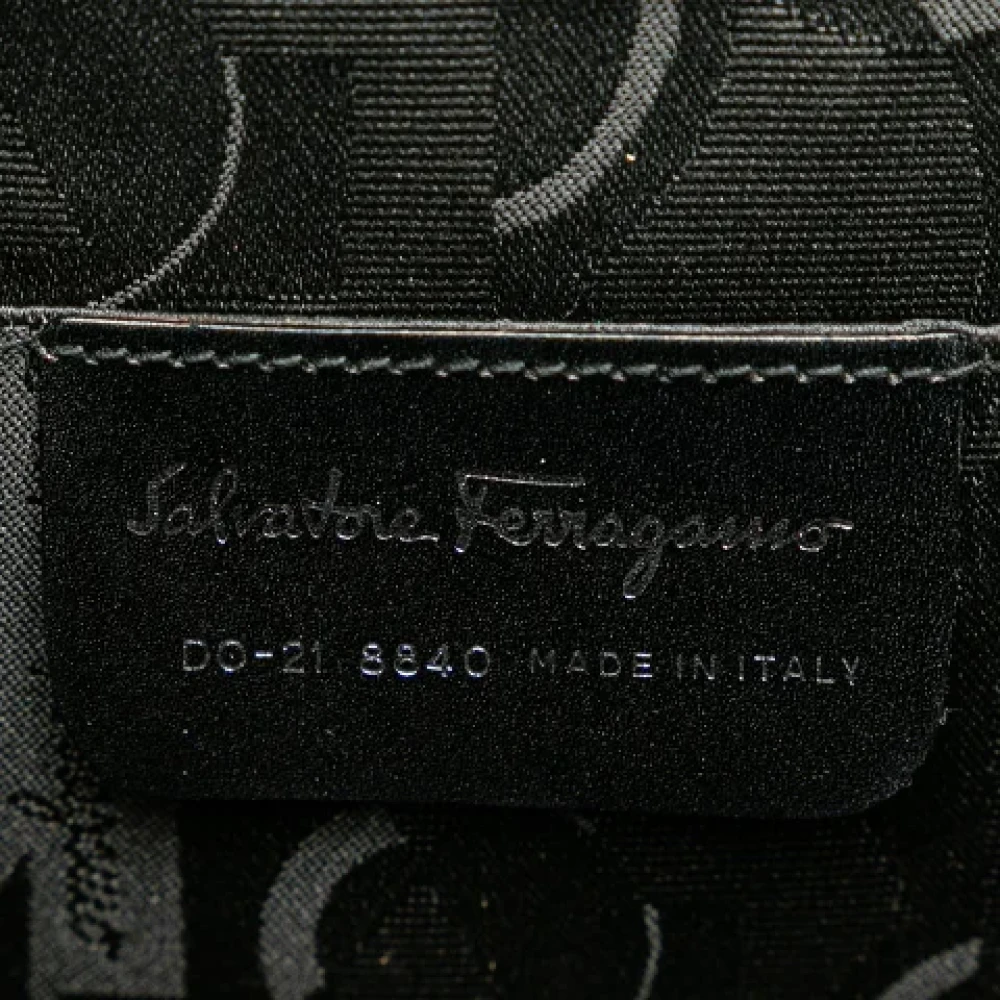 Salvatore Ferragamo
DO-21 8840 MADE IN ITALY